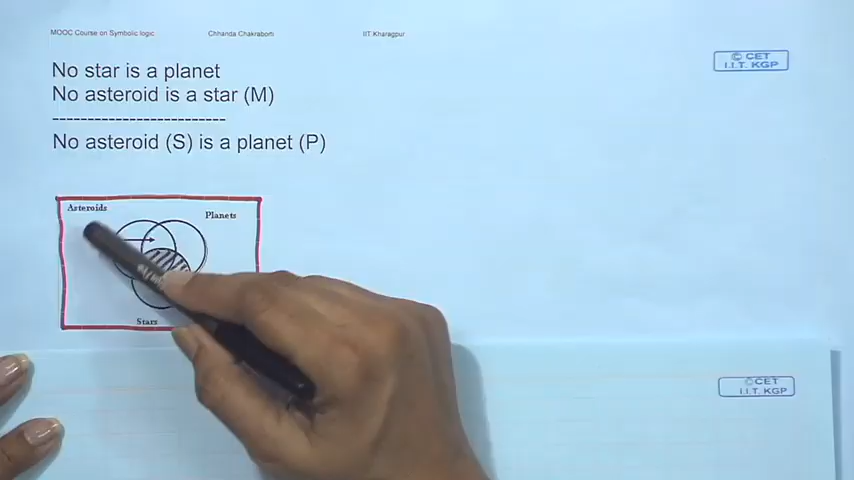 MOOC Course on Symbolic logic Chhanda Chakraborti IIT Kharagpur
© CET
I.I.T. KGP
No star is a planet
No asteroid is a star (M)
-------------------------
No asteroid (S) is a planet (P)
Asteroids
Planets
Stars
© CET
I.I.T. KGP